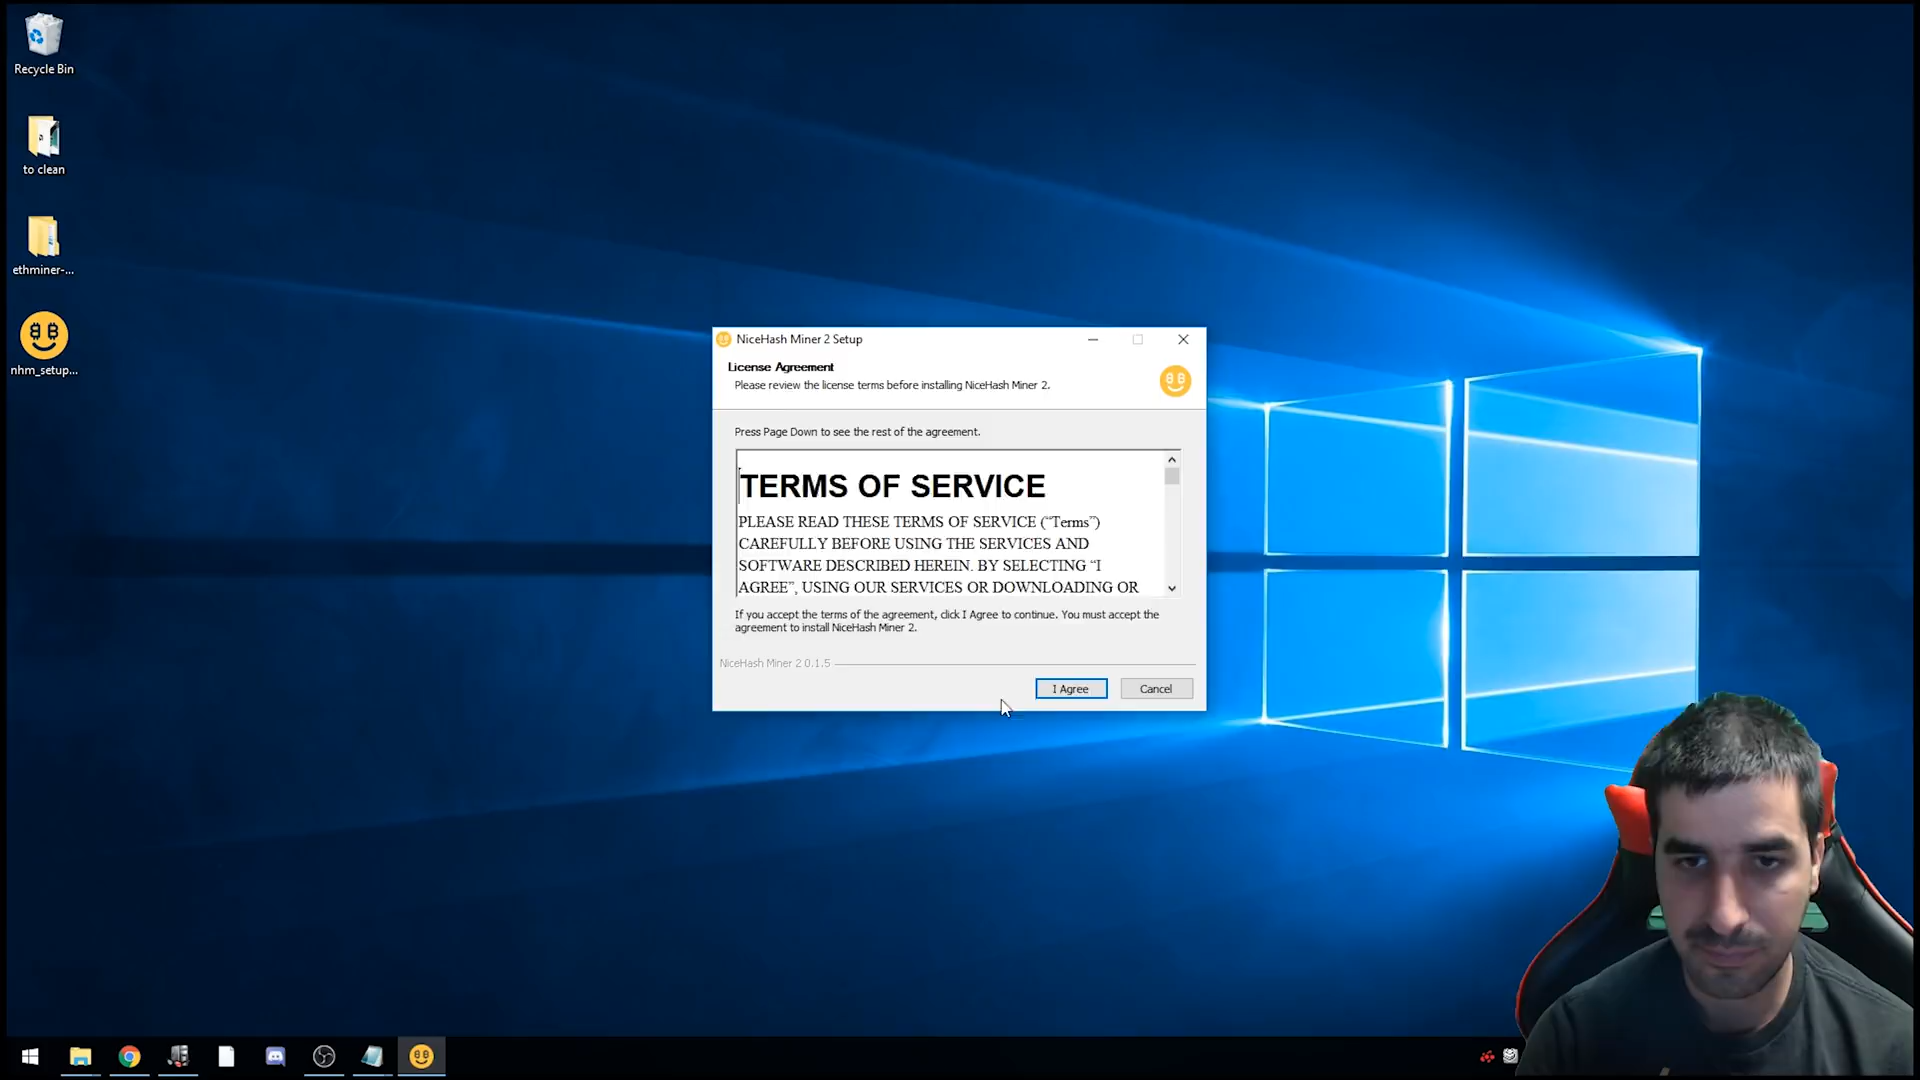 Recycle Bin
to clean
ethminer-...
nhm_setup...
NiceHash Miner 2 Setup
License Agreement
Please review the license terms before installing NiceHash Miner 2.
Press Page Down to see the rest of the agreement.
TERMS OF SERVICE
PLEASE READ THESE TERMS OF SERVICE (“Terms”)
CAREFULLY BEFORE USING THE SERVICES AND
SOFTWARE DESCRIBED HEREIN. BY SELECTING “I
AGREE”, USING OUR SERVICES OR DOWNLOADING OR
If you accept the terms of the agreement, click I Agree to continue. You must accept the
agreement to install NiceHash Miner 2.
NiceHash Miner 2 0.1.5
I Agree
Cancel